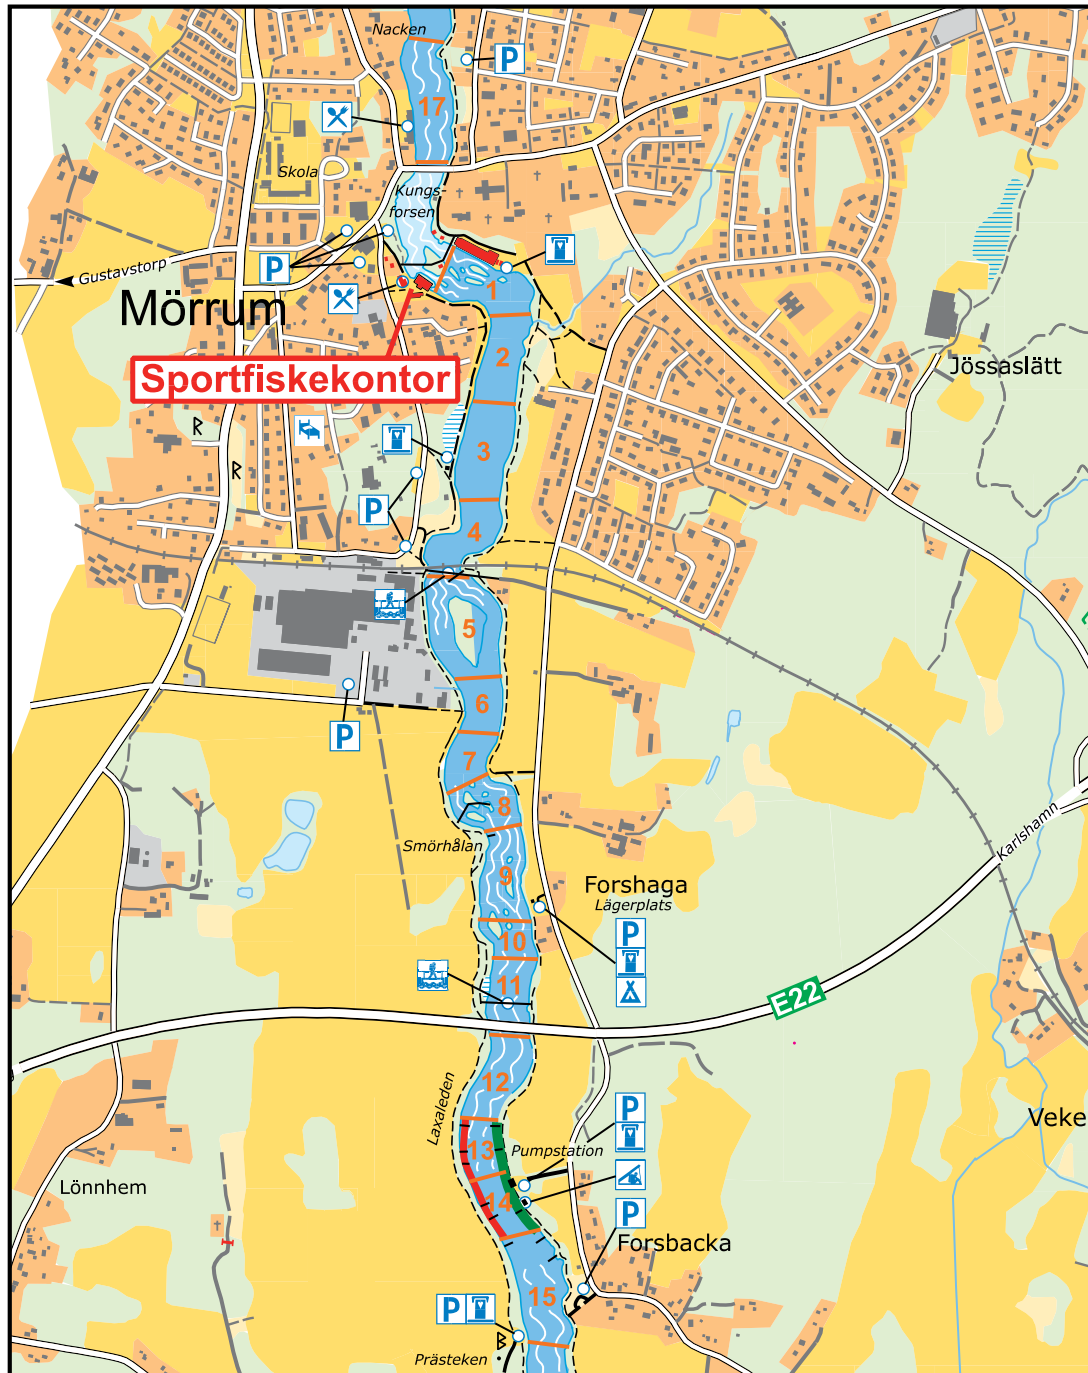 Nacken
P
17
Skola
Kungs-
forsen
Gustavstorp
P
1
Mörrum
2
Sportfiskekontor
Jössaslätt
R
3
R
P
4
5
6
P
7
8
Smörhålan
Karlshamn
9
Forshaga
Lägerplats
P
10
11
E22
12
Laxaleden
P
Veke
13
Pumpstation
Lönnhem
14
P
Forsbacka
15
P
B
Prästeken